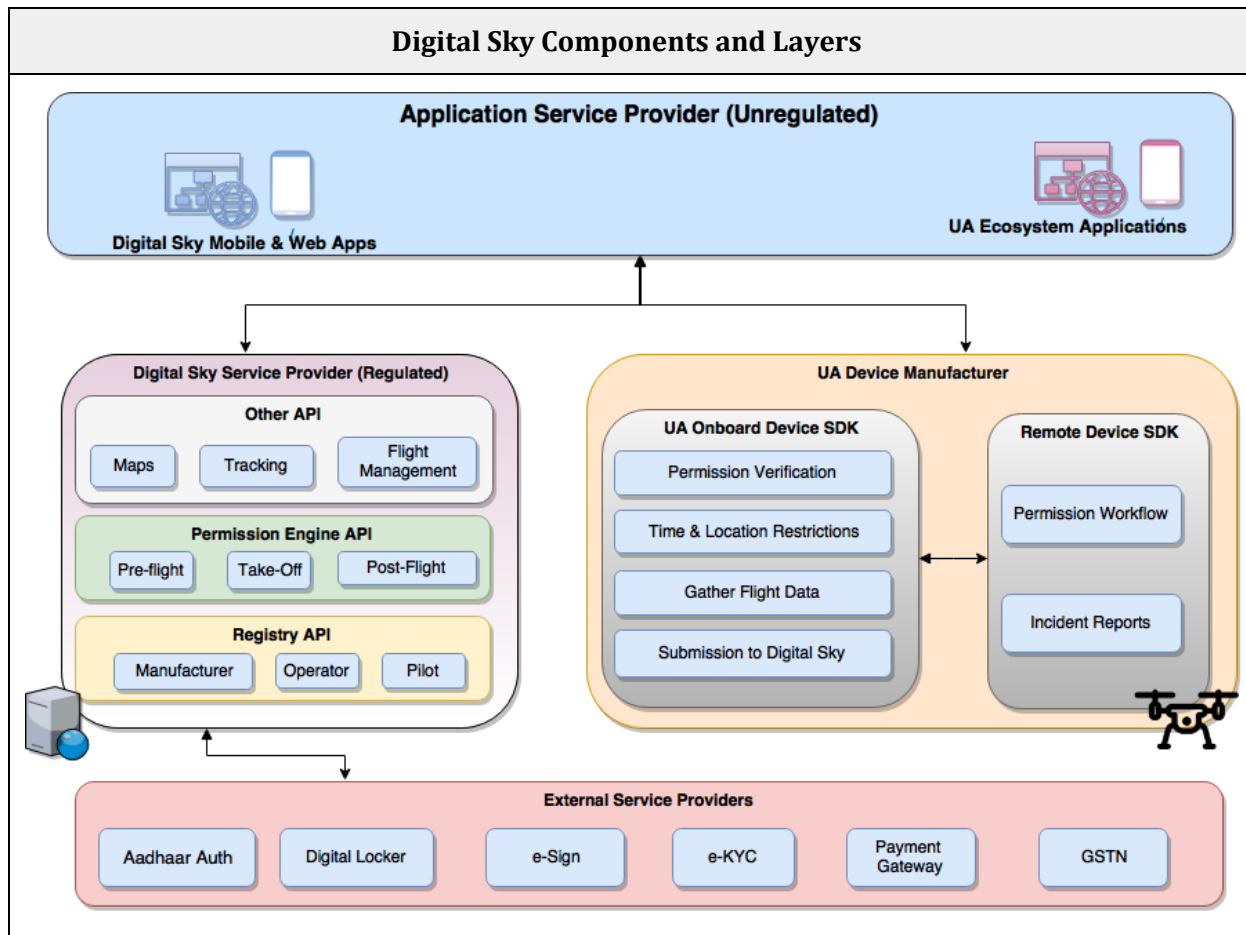 Digital Sky Components and Layers
Application Service Provider (Unregulated)
Digital Sky Mobile & Web Apps
UA Ecosystem Applications
Digital Sky Service Provider (Regulated)
Other API
Maps
Tracking
Flight
Management
Permission Engine API
Pre-flight
Take-Off
Post-Flight
Registry API
Manufacturer
Operator
Pilot
UA Device Manufacturer
UA Onboard Device SDK
Permission Verification
Time & Location Restrictions
Gather Flight Data
Submission to Digital Sky
Remote Device SDK
Permission Workflow
Incident Reports
External Service Providers
Aadhaar Auth
Digital Locker
e-Sign
e-KYC
Payment
Gateway
GSTN